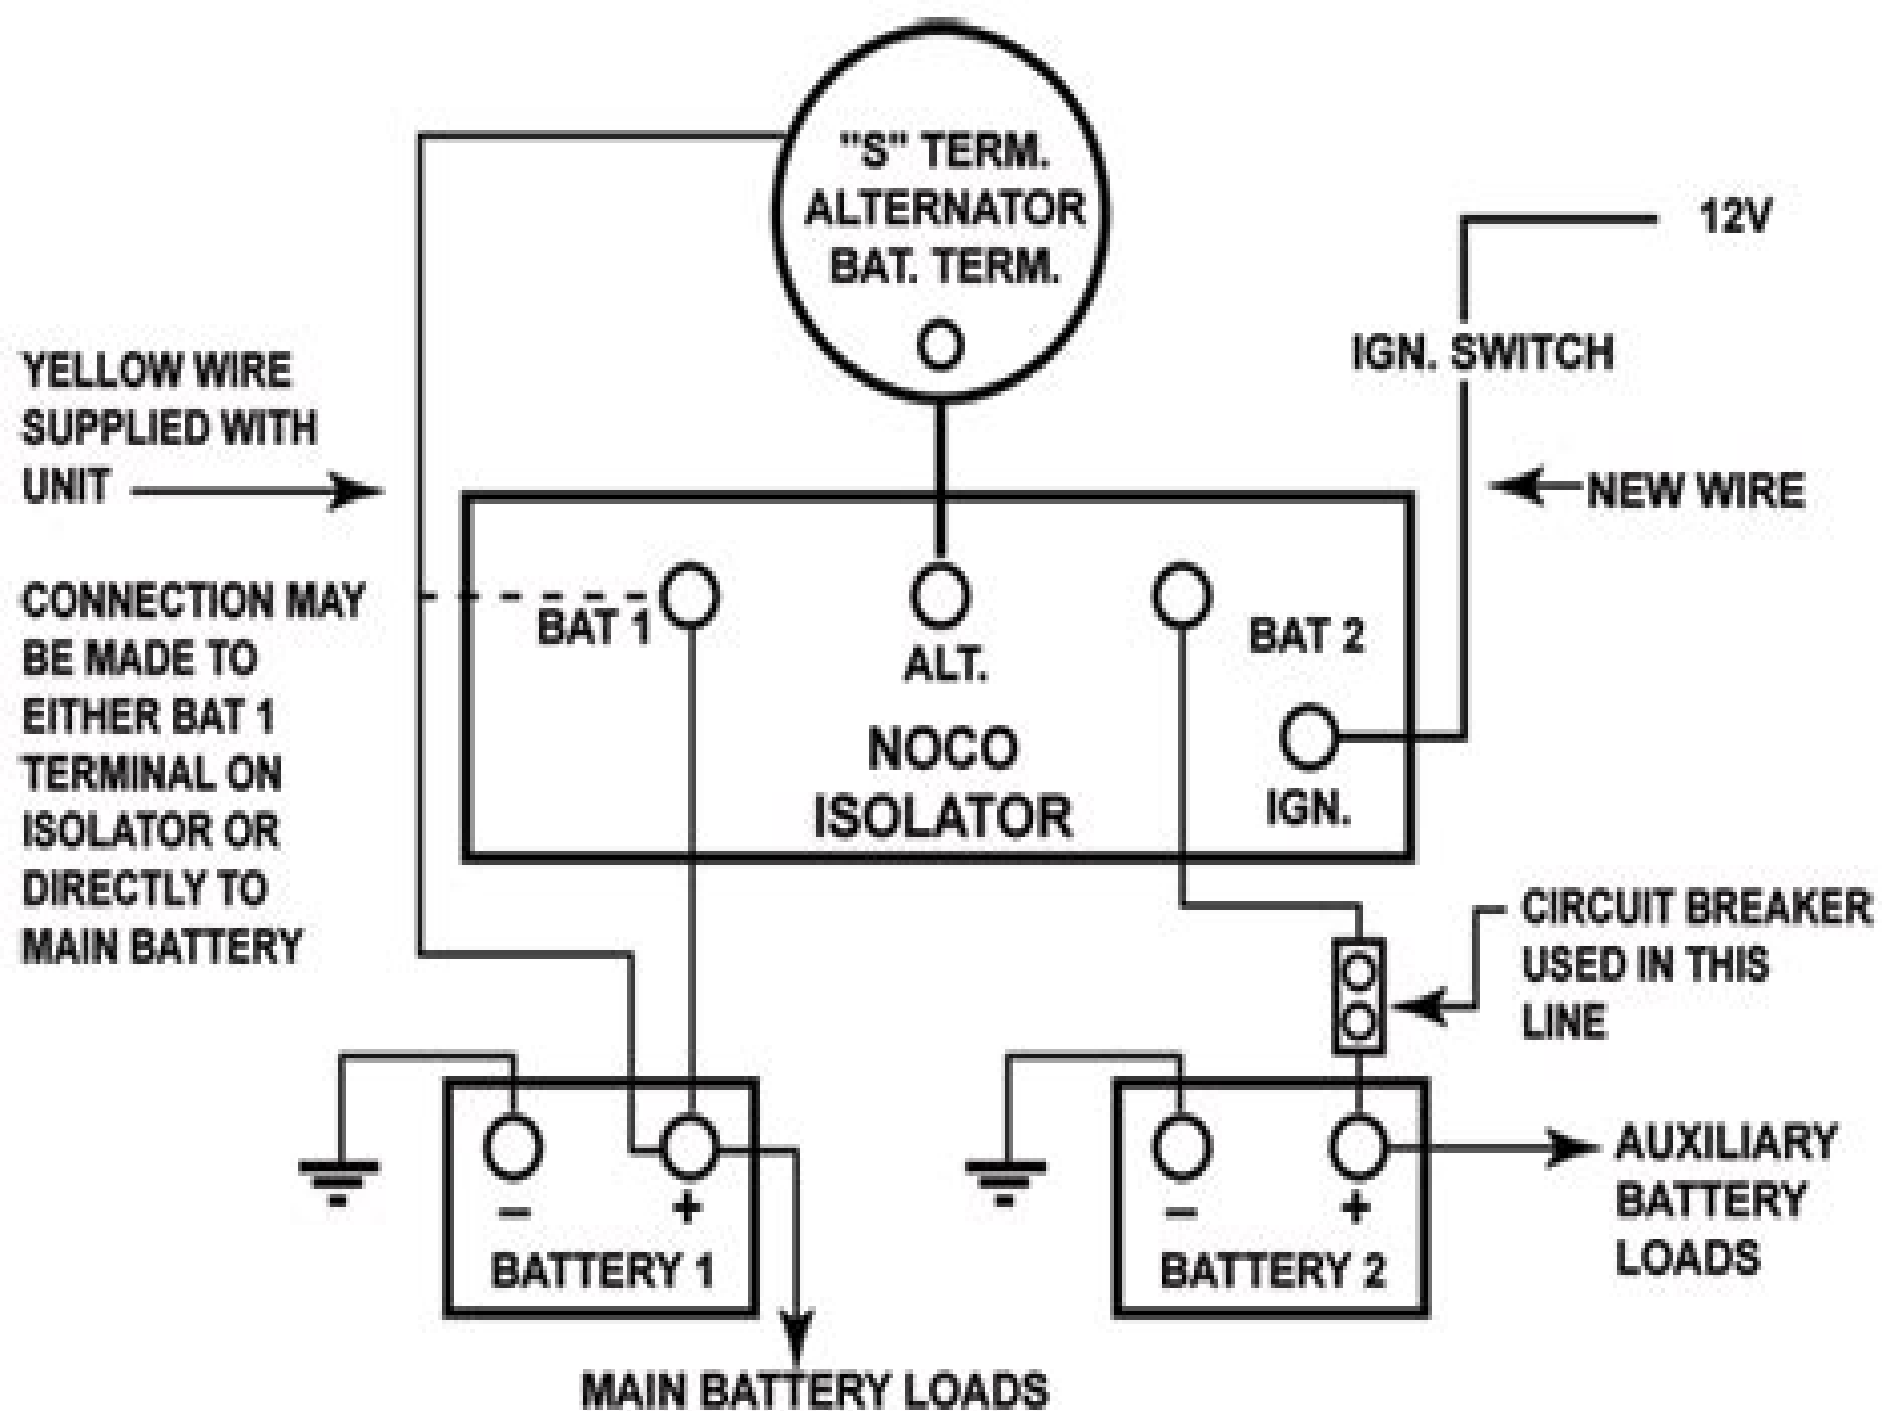 "S" TERM.
ALTERNATOR
BAT. TERM.
12V
IGN. SWITCH
YELLOW WIRE
SUPPLIED WITH
UNIT
NEW WIRE
CONNECTION MAY
BE MADE TO
EITHER BAT 1
TERMINAL ON
ISOLATOR OR
DIRECTLY TO
MAIN BATTERY
BAT 1
ALT.
BAT 2
NOCO
ISOLATOR
IGN.
CIRCUIT BREAKER
USED IN THIS
LINE
– +
BATTERY 1
– +
BATTERY 2
AUXILIARY
BATTERY
LOADS
MAIN BATTERY LOADS